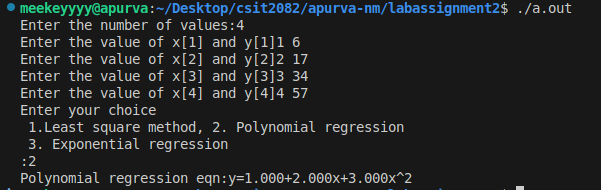 meekeyyyy@apurva:~/Desktop/csit2082/apurva-nm/labassignment2$ ./a.out
Enter the number of values:4
Enter the value of x[1] and y[1]1 6
Enter the value of x[2] and y[2]2 17
Enter the value of x[3] and y[3]3 34
Enter the value of x[4] and y[4]4 57
Enter your choice
 1.Least square method, 2. Polynomial regression
 3. Exponential regression
:2
Polynomial regression eqn:y=1.000+2.000x+3.000x^2